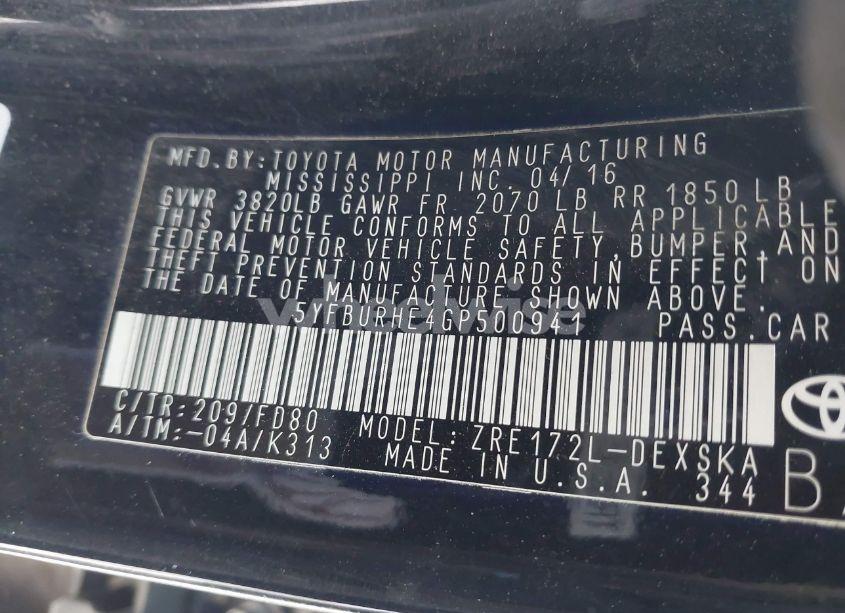 MFD.BY:TOYOTA MOTOR MANUFACTURING
MISSISSIPPI INC. 04/16
GVWR 3820LB GAWR FR 2070 LB RR 1850 LB
THIS VEHICLE CONFORMS TO ALL APPLICABLE
FEDERAL MOTOR VEHICLE SAFETY, BUMPER, AND
THEFT PREVENTION STANDARDS IN EFFECT ON
THE DATE OF MANUFACTURE SHOWN ABOVE.
5YFBURHE4GP500941 PASS.CAR
C/TR:209/FD80 MODEL: ZRE172L-DEXSKA
A/TM:-04A/K313 MADE IN U.S.A. 344 B